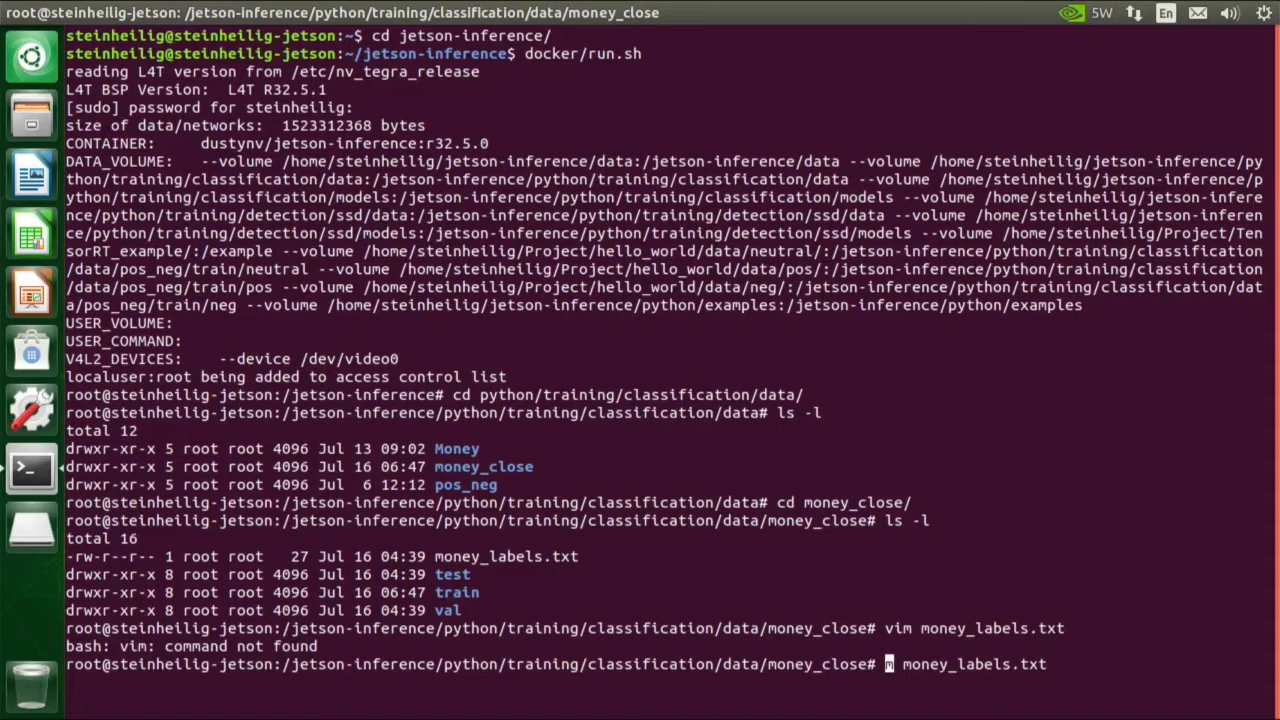 root@steinheilig-jetson: /jetson-inference/python/training/classification/data/money_close
5W
En
steinheilig@steinheilig-jetson:~$ cd jetson-inference/
steinheilig@steinheilig-jetson:~/jetson-inference$ docker/run.sh
reading L4T version from /etc/nv_tegra_release
L4T BSP Version:  L4T R32.5.1
[sudo] password for steinheilig:
size of data/networks:  1523312368 bytes
CONTAINER:     dustynv/jetson-inference:r32.5.0
DATA_VOLUME:   --volume /home/steinheilig/jetson-inference/data:/jetson-inference/data --volume /home/steinheilig/jetson-inference/py
thon/training/classification/data:/jetson-inference/python/training/classification/data --volume /home/steinheilig/jetson-inference/p
ython/training/classification/models:/jetson-inference/python/training/classification/models --volume /home/steinheilig/jetson-infere
nce/python/training/detection/ssd/data:/jetson-inference/python/training/detection/ssd/data --volume /home/steinheilig/jetson-inferen
ce/python/training/detection/ssd/models:/jetson-inference/python/training/detection/ssd/models --volume /home/steinheilig/Project/Ten
sorRT_example/:/example --volume /home/steinheilig/Project/hello_world/data/neutral/:/jetson-inference/python/training/classification
/data/pos_neg/train/neutral --volume /home/steinheilig/Project/hello_world/data/pos/:/jetson-inference/python/training/classification
/data/pos_neg/train/pos --volume /home/steinheilig/Project/hello_world/data/neg/:/jetson-inference/python/training/classification/dat
a/pos_neg/train/neg --volume /home/steinheilig/jetson-inference/python/examples:/jetson-inference/python/examples
USER_VOLUME:
USER_COMMAND:
V4L2_DEVICES:     --device /dev/video0
localuser:root being added to access control list
root@steinheilig-jetson:/jetson-inference# cd python/training/classification/data/
root@steinheilig-jetson:/jetson-inference/python/training/classification/data# ls -l
total 12
drwxr-xr-x 5 root root 4096 Jul 13 09:02 Money
drwxr-xr-x 5 root root 4096 Jul 16 06:47 money_close
drwxr-xr-x 5 root root 4096 Jul  6 12:12 pos_neg
root@steinheilig-jetson:/jetson-inference/python/training/classification/data# cd money_close/
root@steinheilig-jetson:/jetson-inference/python/training/classification/data/money_close# ls -l
total 16
-rw-r--r-- 1 root root   27 Jul 16 04:39 money_labels.txt
drwxr-xr-x 8 root root 4096 Jul 16 04:39 test
drwxr-xr-x 8 root root 4096 Jul 16 06:47 train
drwxr-xr-x 8 root root 4096 Jul 16 04:39 val
root@steinheilig-jetson:/jetson-inference/python/training/classification/data/money_close# vim money_labels.txt
bash: vim: command not found
root@steinheilig-jetson:/jetson-inference/python/training/classification/data/money_close# m money_labels.txt